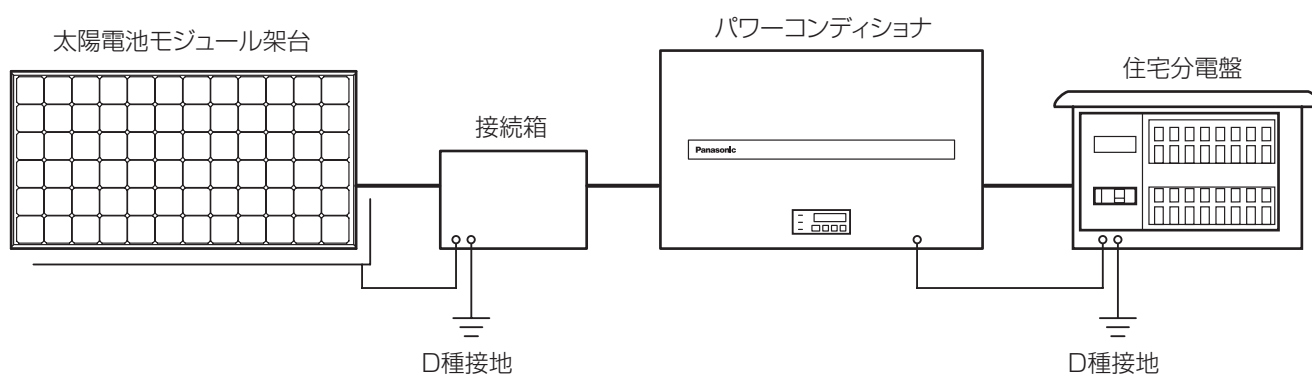 パワーコンディショナ
太陽電池モジュール架台
住宅分電盤
接続箱
Panasonic
D種接地
D種接地